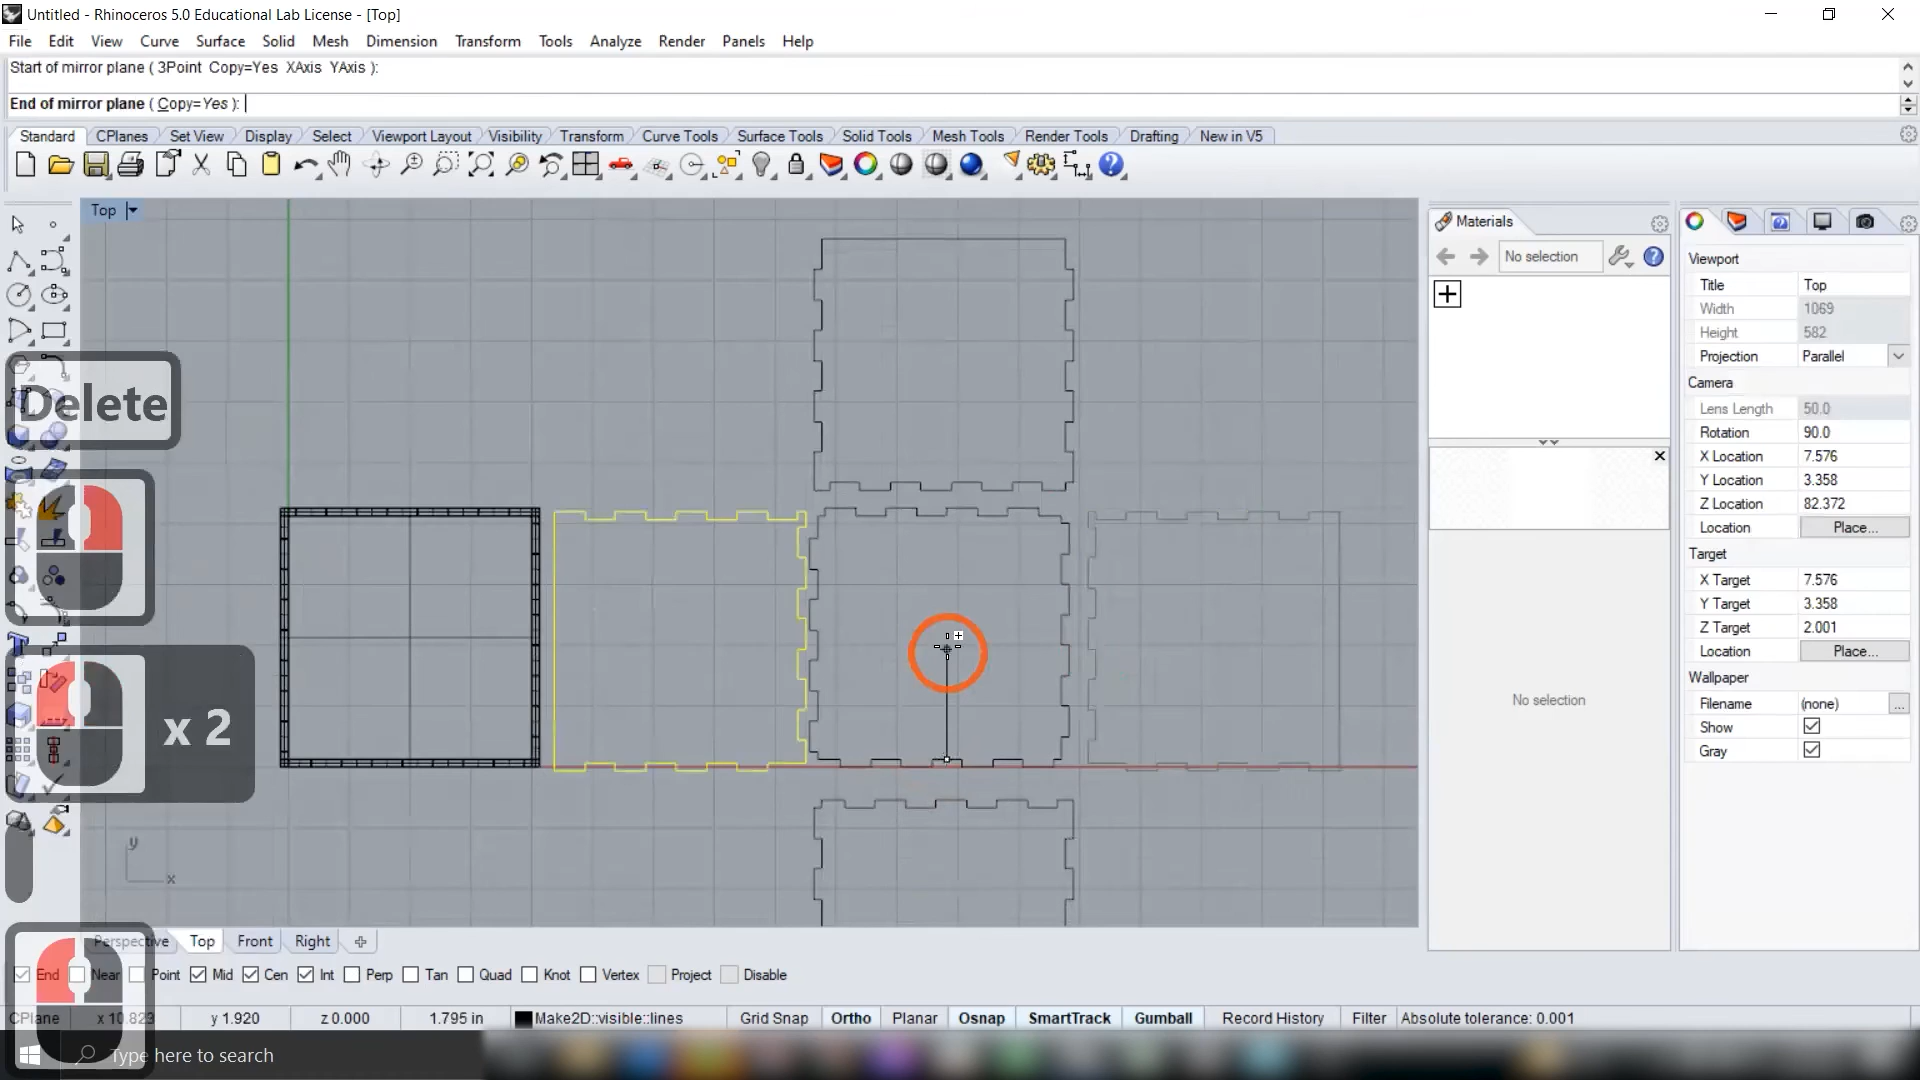 Untitled - Rhinoceros 5.0 Educational Lab License - [Top]
File Edit View Curve Surface Solid Mesh Dimension Transform Tools Analyze Render Panels Help
Start of mirror plane ( 3Point Copy=Yes XAxis YAxis ):
End of mirror plane ( Copy=Yes ):
Standard CPlanes Set View Display Select Viewport Layout Visibility Transform Curve Tools Surface Tools Solid Tools Mesh Tools Render Tools Drafting New in V5
Top
Materials
No selection
No selection
Viewport
Title Top
Width 1069
Height 582
Projection Parallel
Camera
Lens Length 50.0
Rotation 90.0
X Location 7.576
Y Location 3.358
Z Location 82.372
Location Place...
Target
X Target 7.576
Y Target 3.358
Z Target 2.001
Location Place...
Wallpaper
Filename (none) ...
Show
Gray
Delete
x 2
y
x
Perspective Top Front Right
End Near Point Mid Cen Int Perp Tan Quad Knot Vertex Project Disable
CPlane x 10.823 y 1.920 z 0.000 1.795 in Make2D::visible::lines Grid Snap Ortho Planar Osnap SmartTrack Gumball Record History Filter Absolute tolerance: 0.001
Type here to search